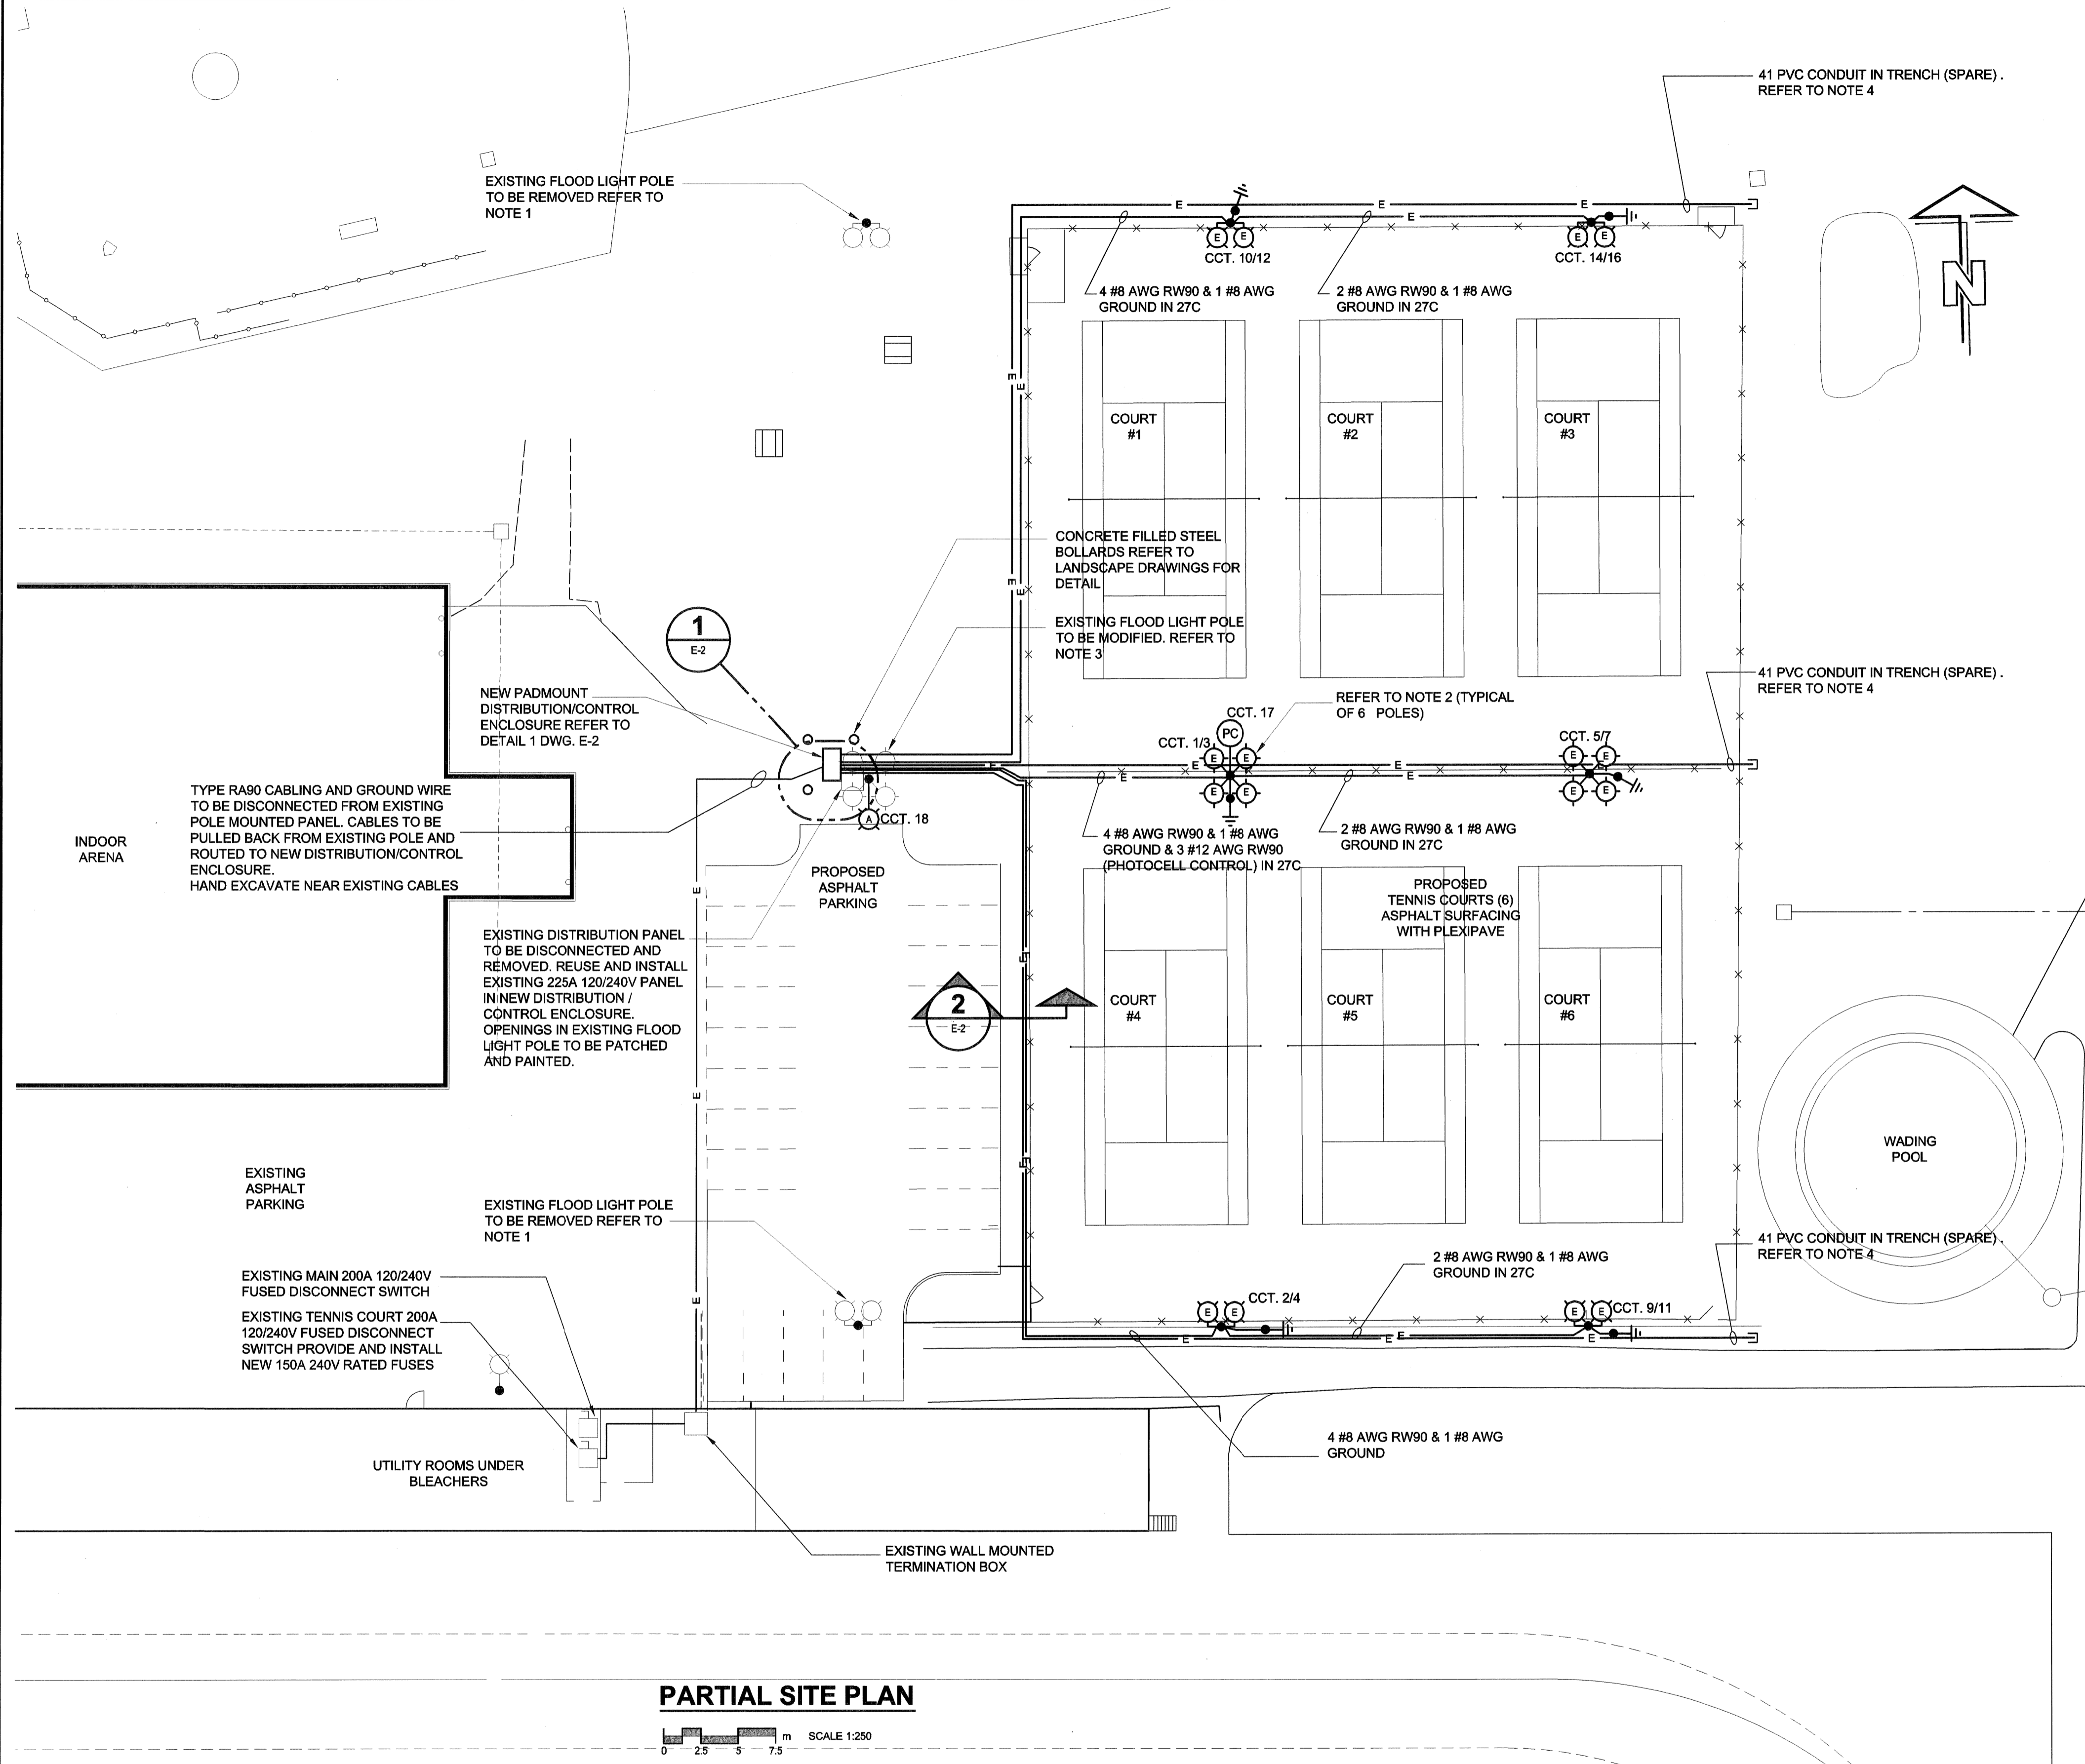 41 PVC CONDUIT IN TRENCH (SPARE) .
REFER TO NOTE 4
EXISTING FLOOD LIGHT POLE
TO BE REMOVED REFER TO
NOTE 1
E
E
E
E
E
E
E
E
CCT. 10/12
CCT. 14/16
N
4 #8 AWG RW90 & 1 #8 AWG
GROUND IN 27C
2 #8 AWG RW90 & 1 #8 AWG
GROUND IN 27C
E
E
COURT
#1
COURT
#2
COURT
#3
CONCRETE FILLED STEEL
BOLLARDS REFER TO
LANDSCAPE DRAWINGS FOR
DETAIL
E
E
1
E-2
EXISTING FLOOD LIGHT POLE
TO BE MODIFIED. REFER TO
NOTE 3
41 PVC CONDUIT IN TRENCH (SPARE) .
REFER TO NOTE 4
NEW PADMOUNT
DISTRIBUTION/CONTROL
ENCLOSURE REFER TO
DETAIL 1 DWG. E-2
REFER TO NOTE 2 (TYPICAL
OF 6 POLES)
CCT. 17
PC
CCT. 1/3
CCT. 5/7
E
E
E
E
E
E
E
E
E
E
E
E
E
TYPE RA90 CABLING AND GROUND WIRE
TO BE DISCONNECTED FROM EXISTING
POLE MOUNTED PANEL. CABLES TO BE
PULLED BACK FROM EXISTING POLE AND
ROUTED TO NEW DISTRIBUTION/CONTROL
ENCLOSURE.
HAND EXCAVATE NEAR EXISTING CABLES
A
CCT. 18
4 #8 AWG RW90 & 1 #8 AWG
GROUND & 3 #12 AWG RW90
(PHOTOCELL CONTROL) IN 27C
2 #8 AWG RW90 & 1 #8 AWG
GROUND IN 27C
INDOOR
ARENA
PROPOSED
ASPHALT
PARKING
PROPOSED
TENNIS COURTS (6)
ASPHALT SURFACING
WITH PLEXIPAVE
E
EXISTING DISTRIBUTION PANEL
TO BE DISCONNECTED AND
REMOVED. REUSE AND INSTALL
EXISTING 225A 120/240V PANEL
IN NEW DISTRIBUTION /
CONTROL ENCLOSURE.
OPENINGS IN EXISTING FLOOD
LIGHT POLE TO BE PATCHED
AND PAINTED.
E
E
2
E-2
COURT
#4
COURT
#5
COURT
#6
E
E
E
WADING
POOL
EXISTING
ASPHALT
PARKING
EXISTING FLOOD LIGHT POLE
TO BE REMOVED REFER TO
NOTE 1
41 PVC CONDUIT IN TRENCH (SPARE) .
REFER TO NOTE 4
2 #8 AWG RW90 & 1 #8 AWG
GROUND IN 27C
EXISTING MAIN 200A 120/240V
FUSED DISCONNECT SWITCH
E
CCT. 2/4
CCT. 9/11
E
E
E
E
E
E
E
E
EXISTING TENNIS COURT 200A
120/240V FUSED DISCONNECT
SWITCH PROVIDE AND INSTALL
NEW 150A 240V RATED FUSES
4 #8 AWG RW90 & 1 #8 AWG
GROUND
UTILITY ROOMS UNDER
BLEACHERS
EXISTING WALL MOUNTED
TERMINATION BOX
PARTIAL SITE PLAN
m SCALE 1:250
0 2.5 5 7.5